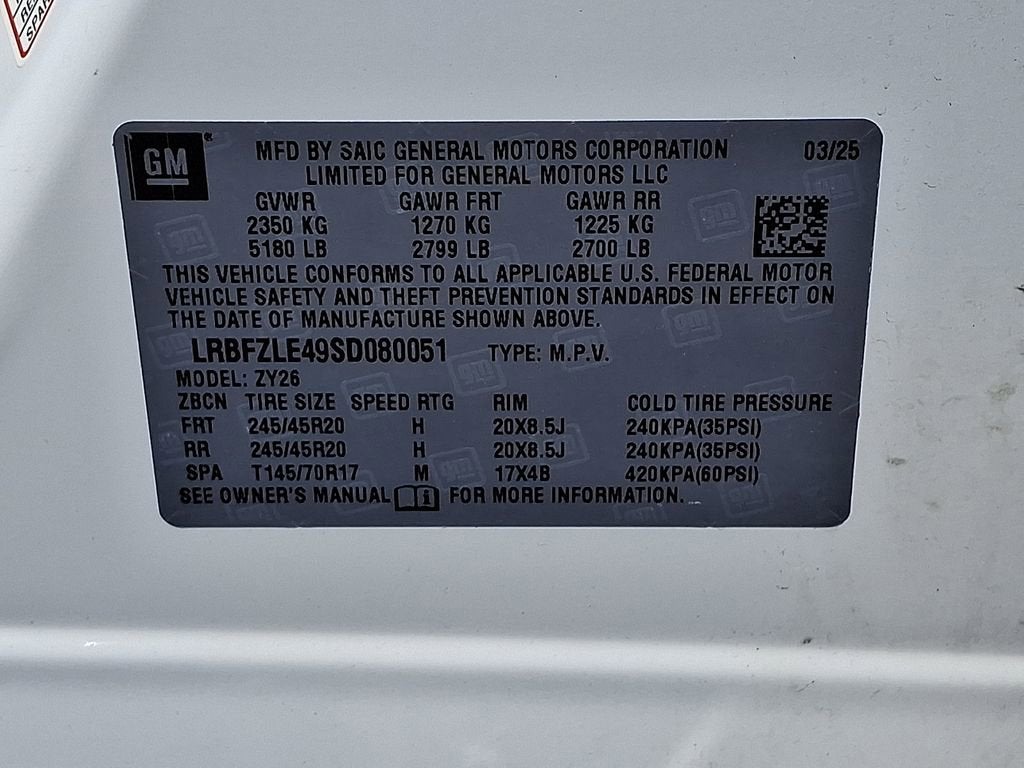 RE
SPAR
GM
MFD BY SAIC GENERAL MOTORS CORPORATION 03/25
LIMITED FOR GENERAL MOTORS LLC
GVWR GAWR FRT GAWR RR
2350 KG 1270 KG 1225 KG
5180 LB 2799 LB 2700 LB
THIS VEHICLE CONFORMS TO ALL APPLICABLE U.S. FEDERAL MOTOR
VEHICLE SAFETY AND THEFT PREVENTION STANDARDS IN EFFECT ON
THE DATE OF MANUFACTURE SHOWN ABOVE.
LRBFZLE49SD080051 TYPE: M.P.V.
MODEL: ZY26
ZBCN TIRE SIZE SPEED RTG RIM COLD TIRE PRESSURE
FRT 245/45R20 H 20X8.5J 240KPA(35PSI)
RR 245/45R20 H 20X8.5J 240KPA(35PSI)
SPA T145/70R17 M 17X4B 420KPA(60PSI)
SEE OWNER'S MANUAL FOR MORE INFORMATION.